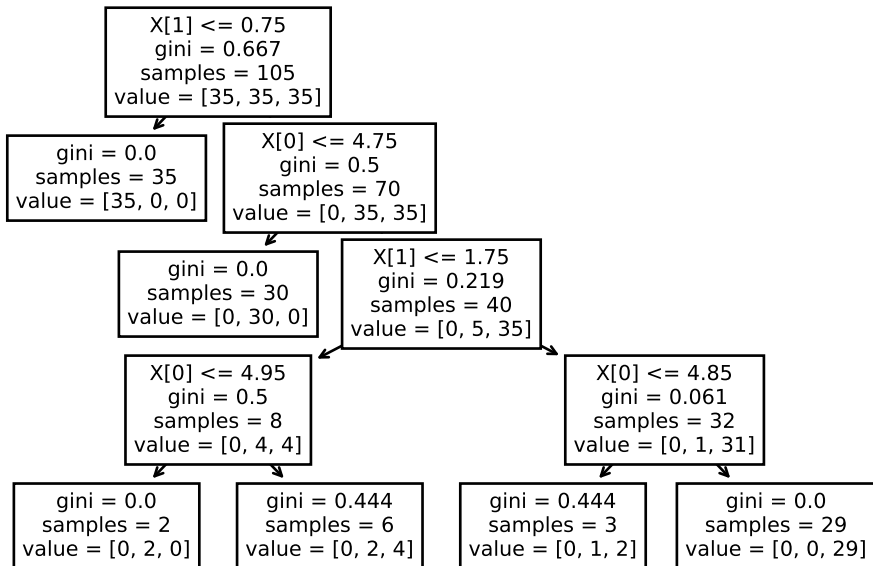 X[1] <= 0.75
gini = 0.667
samples = 105
value = [35, 35, 35]
gini = 0.0
samples = 35
value = [35, 0, 0]
X[0] <= 4.75
gini = 0.5
samples = 70
value = [0, 35, 35]
gini = 0.0
samples = 30
value = [0, 30, 0]
X[1] <= 1.75
gini = 0.219
samples = 40
value = [0, 5, 35]
X[0] <= 4.95
gini = 0.5
samples = 8
value = [0, 4, 4]
X[0] <= 4.85
gini = 0.061
samples = 32
value = [0, 1, 31]
gini = 0.0
samples = 2
value = [0, 2, 0]
gini = 0.444
samples = 6
value = [0, 2, 4]
gini = 0.444
samples = 3
value = [0, 1, 2]
gini = 0.0
samples = 29
value = [0, 0, 29]